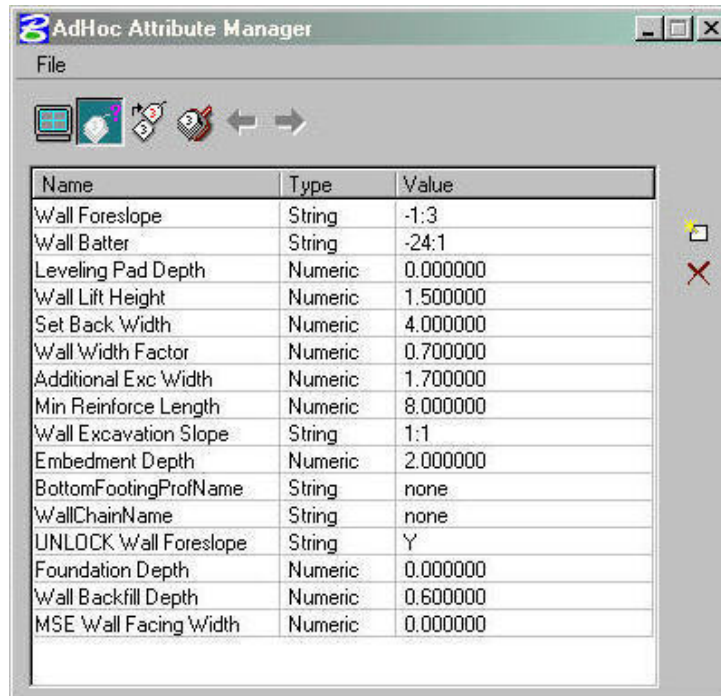 AdHoc Attribute Manager
File
Name Type Value
Wall Foreslope String -1:3
Wall Batter String -24:1
Leveling Pad Depth Numeric 0.000000
Wall Lift Height Numeric 1.500000
Set Back Width Numeric 4.000000
Wall Width Factor Numeric 0.700000
Additional Exc Width Numeric 1.700000
Min Reinforce Length Numeric 8.000000
Wall Excavation Slope String 1:1
Embedment Depth Numeric 2.000000
BottomFootingProfName String none
WallChainName String none
UNLOCK Wall Foreslope String Y
Foundation Depth Numeric 0.000000
Wall Backfill Depth Numeric 0.600000
MSE Wall Facing Width Numeric 0.000000